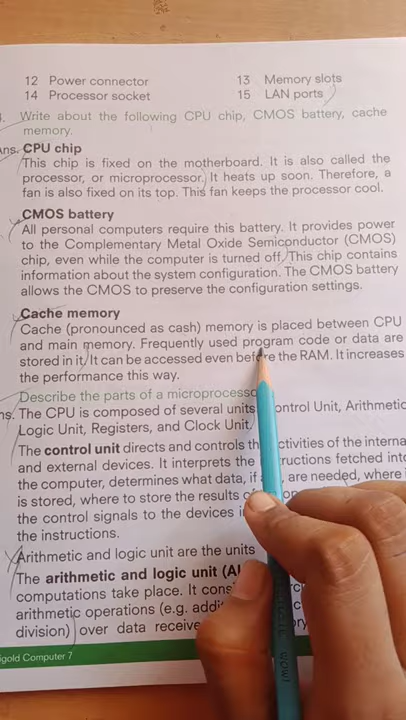 12 Power connector 13 Memory slots
14 Processor socket 15 LAN ports
Write about the following CPU chip, CMOS battery, cache
memory.
Ans. CPU chip
This chip is fixed on the motherboard. It is also called the
processor, or microprocessor. It heats up soon. Therefore, a
fan is also fixed on its top. This fan keeps the processor cool.
CMOS battery
All personal computers require this battery. It provides power
to the Complementary Metal Oxide Semiconductor (CMOS)
chip, even while the computer is turned off. This chip contains
information about the system configuration. The CMOS battery
allows the CMOS to preserve the configuration settings.
Cache memory
Cache (pronounced as cash) memory is placed between CPU
and main memory. Frequently used program code or data are
stored in it. It can be accessed even before the RAM. It increases
the performance this way.
Describe the parts of a microprocesso
ns. The CPU is composed of several units ontrol Unit, Arithmetic
Logic Unit, Registers, and Clock Unit.
The control unit directs and controls th ctivities of the interna
and external devices. It interprets the ructions fetched into
the computer, determines what data, if are needed, where i
is stored, where to store the results o
the control signals to the devices i
the instructions.
Arithmetic and logic unit are the units
The arithmetic and logic unit (AL
computations take place. It cons
arithmetic operations (e.g. addi
division) over data receive ory
igold Computer 7
WOW!